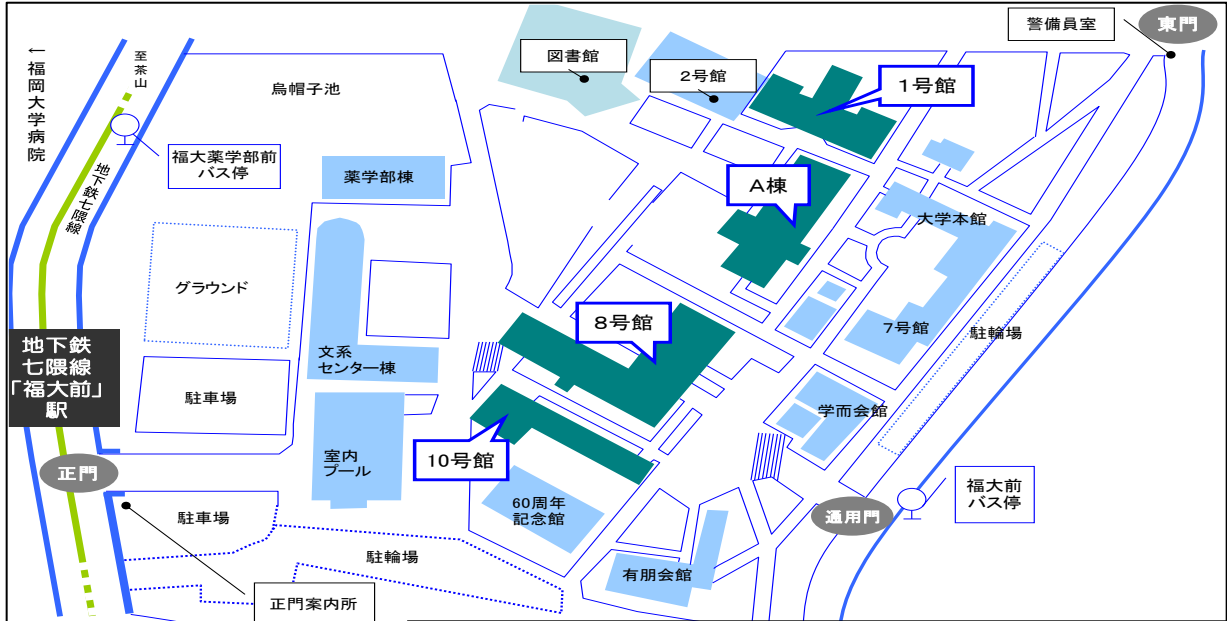 警備員室
東門
←福岡大学病院
至茶山
烏帽子池
図書館
2号館
1号館
福大薬学部前
バス停
地下鉄七隈線
薬学部棟
A棟
大学本館
グラウンド
8号館
7号館
駐輪場
地下鉄
七隈線
「福大前」
駅
文系
センター棟
駐車場
学而会館
10号館
室内
プール
正門
60周年
記念館
福大前
バス停
通用門
駐車場
駐輪場
有朋会館
正門案内所